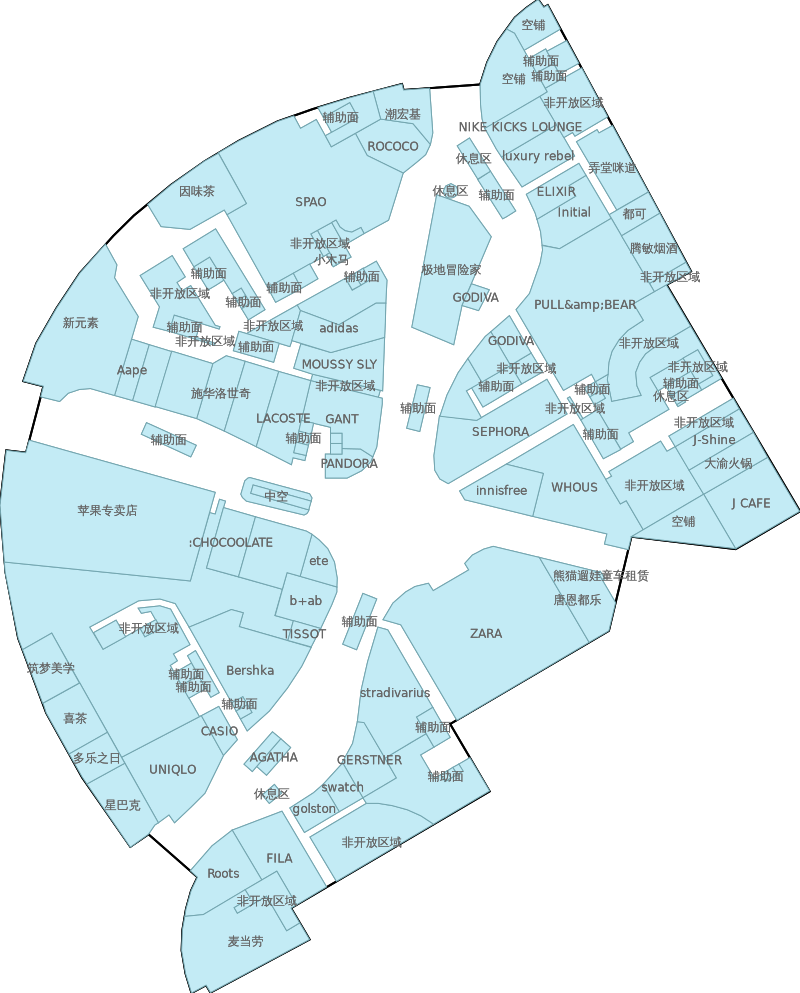 空铺
辅助面
空铺
辅助面
非开放区域
潮宏基
辅助面
NIKE KICKS LOUNGE
ROCOCO
休息区
luxury rebel
弄堂咪道
因味茶
休息区
辅助面
ELIXIR
SPAO
Initial
都可
非开放区域
腾敏烟酒
小木马
辅助面
极地冒险家
辅助面
非开放区域
辅助面
非开放区域
GODIVA
辅助面
PULL&amp;BEAR
新元素
辅助面
非开放区域
adidas
非开放区域
GODIVA
非开放区域
辅助面
MOUSSY SLY
非开放区域
非开放区域
Aape
辅助面
非开放区域
辅助面
辅助面
施华洛世奇
休息区
辅助面
非开放区域
LACOSTE
GANT
非开放区域
辅助面
辅助面
SEPHORA
辅助面
J-Shine
PANDORA
大渝火锅
苹果专卖店
中空
innisfree
WHOUS
非开放区域
J CAFE
空铺
:CHOCOOLATE
ete
熊猫遛娃童车租赁
b+ab
唐恩都乐
非开放区域
TISSOT
辅助面
ZARA
筑梦美学
Bershka
辅助面
辅助面
stradivarius
辅助面
喜茶
CASIO
辅助面
多乐之日
AGATHA
GERSTNER
UNIQLO
辅助面
swatch
休息区
星巴克
golston
非开放区域
FILA
Roots
非开放区域
麦当劳